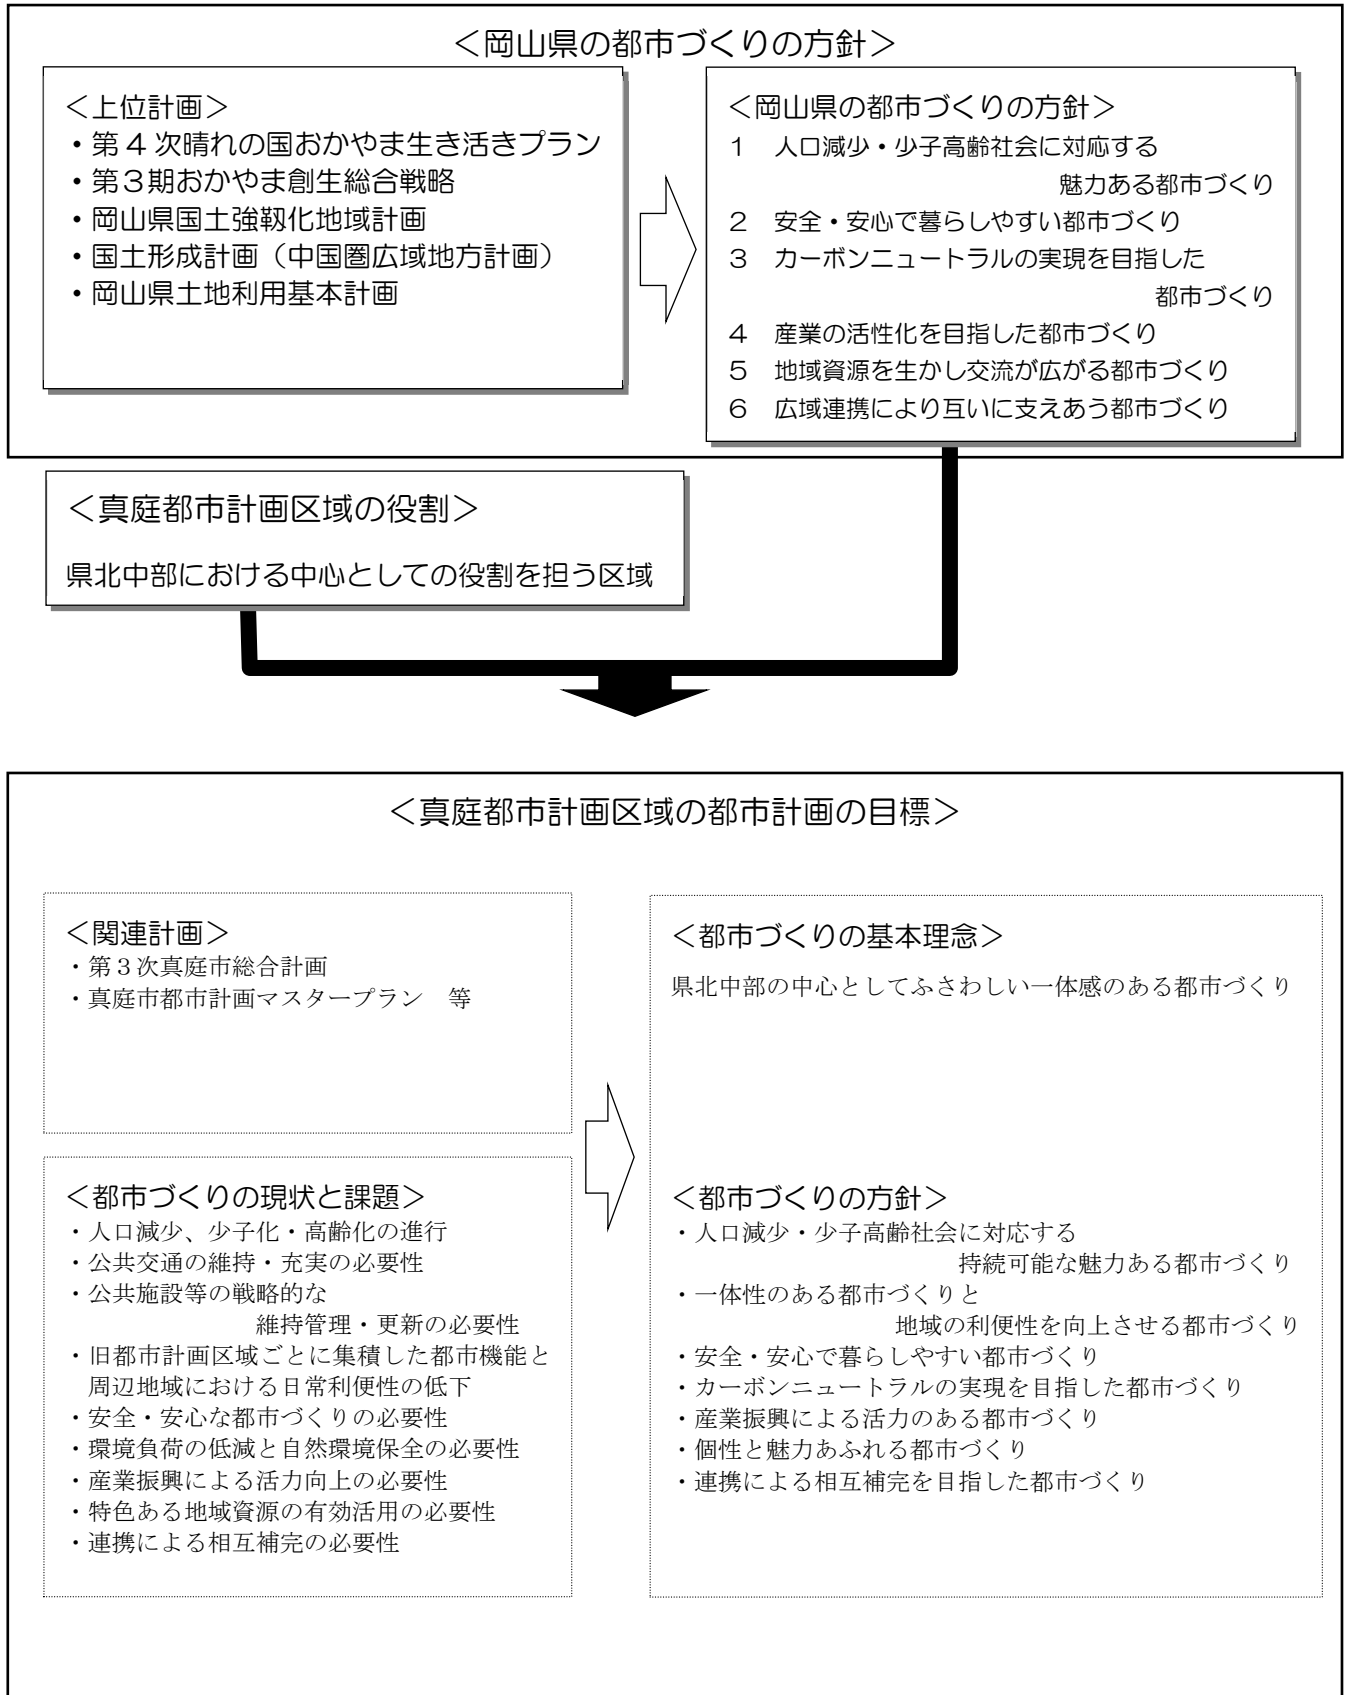 ＜岡山県の都市づくりの方針＞
＜上位計画＞
・第４次晴れの国おかやま生き活きプラン
・第３期おかやま創生総合戦略
・岡山県国土強靱化地域計画
・国土形成計画（中国圏広域地方計画）
・岡山県土地利用基本計画
＜岡山県の都市づくりの方針＞
１　人口減少・少子高齢社会に対応する
魅力ある都市づくり
２　安全・安心で暮らしやすい都市づくり
３　カーボンニュートラルの実現を目指した
都市づくり
４　産業の活性化を目指した都市づくり
５　地域資源を生かし交流が広がる都市づくり
６　広域連携により互いに支えあう都市づくり
＜真庭都市計画区域の役割＞
県北中部における中心としての役割を担う区域
＜真庭都市計画区域の都市計画の目標＞
＜関連計画＞
・第３次真庭市総合計画
・真庭市都市計画マスタープラン　等
＜都市づくりの現状と課題＞
・人口減少、少子化・高齢化の進行
・公共交通の維持・充実の必要性
・公共施設等の戦略的な
維持管理・更新の必要性
・旧都市計画区域ごとに集積した都市機能と
周辺地域における日常利便性の低下
・安全・安心な都市づくりの必要性
・環境負荷の低減と自然環境保全の必要性
・産業振興による活力向上の必要性
・特色ある地域資源の有効活用の必要性
・連携による相互補完の必要性
＜都市づくりの基本理念＞
県北中部の中心としてふさわしい一体感のある都市づくり
＜都市づくりの方針＞
・人口減少・少子高齢社会に対応する
持続可能な魅力ある都市づくり
・一体性のある都市づくりと
地域の利便性を向上させる都市づくり
・安全・安心で暮らしやすい都市づくり
・カーボンニュートラルの実現を目指した都市づくり
・産業振興による活力のある都市づくり
・個性と魅力あふれる都市づくり
・連携による相互補完を目指した都市づくり